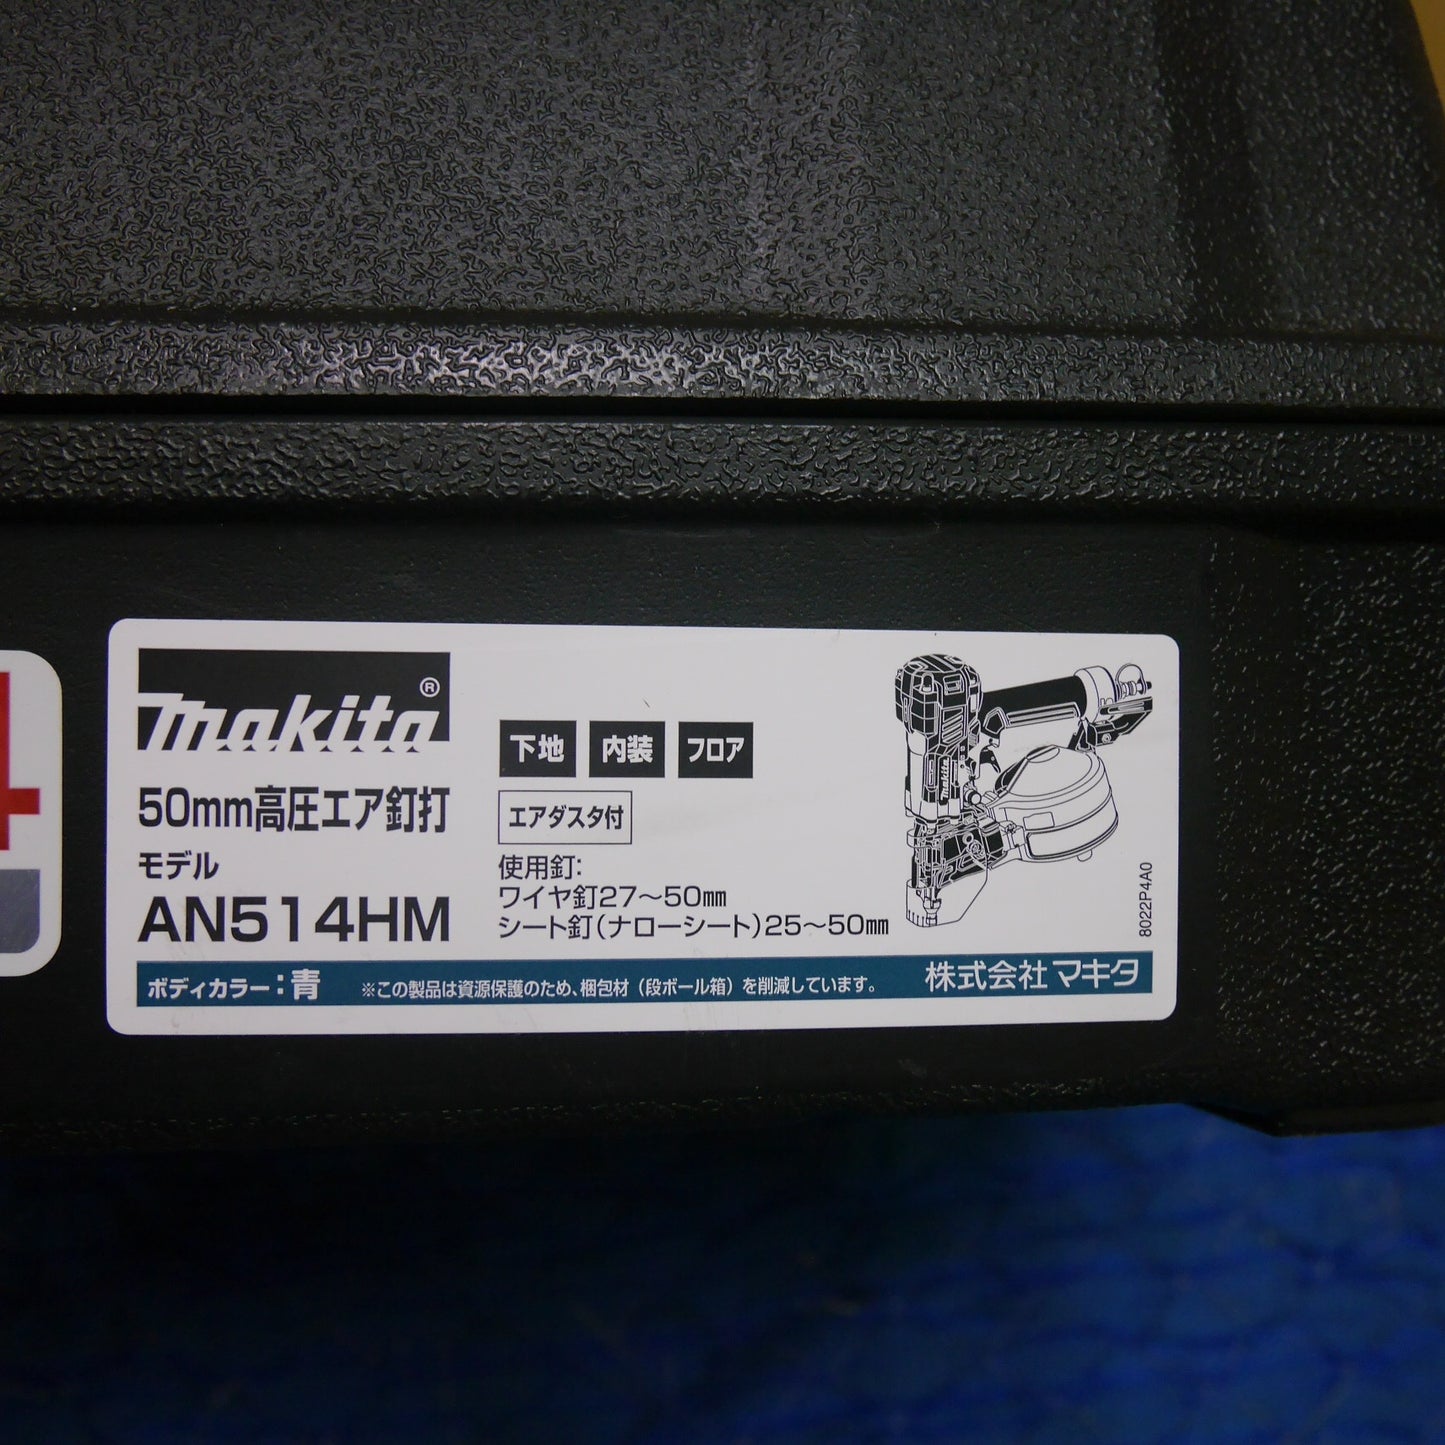 4
makita®
50mm高圧エア釘打
モデル
AN514HM
下地 内装 フロア
エアダスタ付
使用釘:
ワイヤ釘27～50mm
シート釘(ナローシート)25～50mm
8022P4A0
ボディカラー:青 ※この製品は資源保護のため、梱包材(段ボール箱)を削減しています。 株式会社マキタ